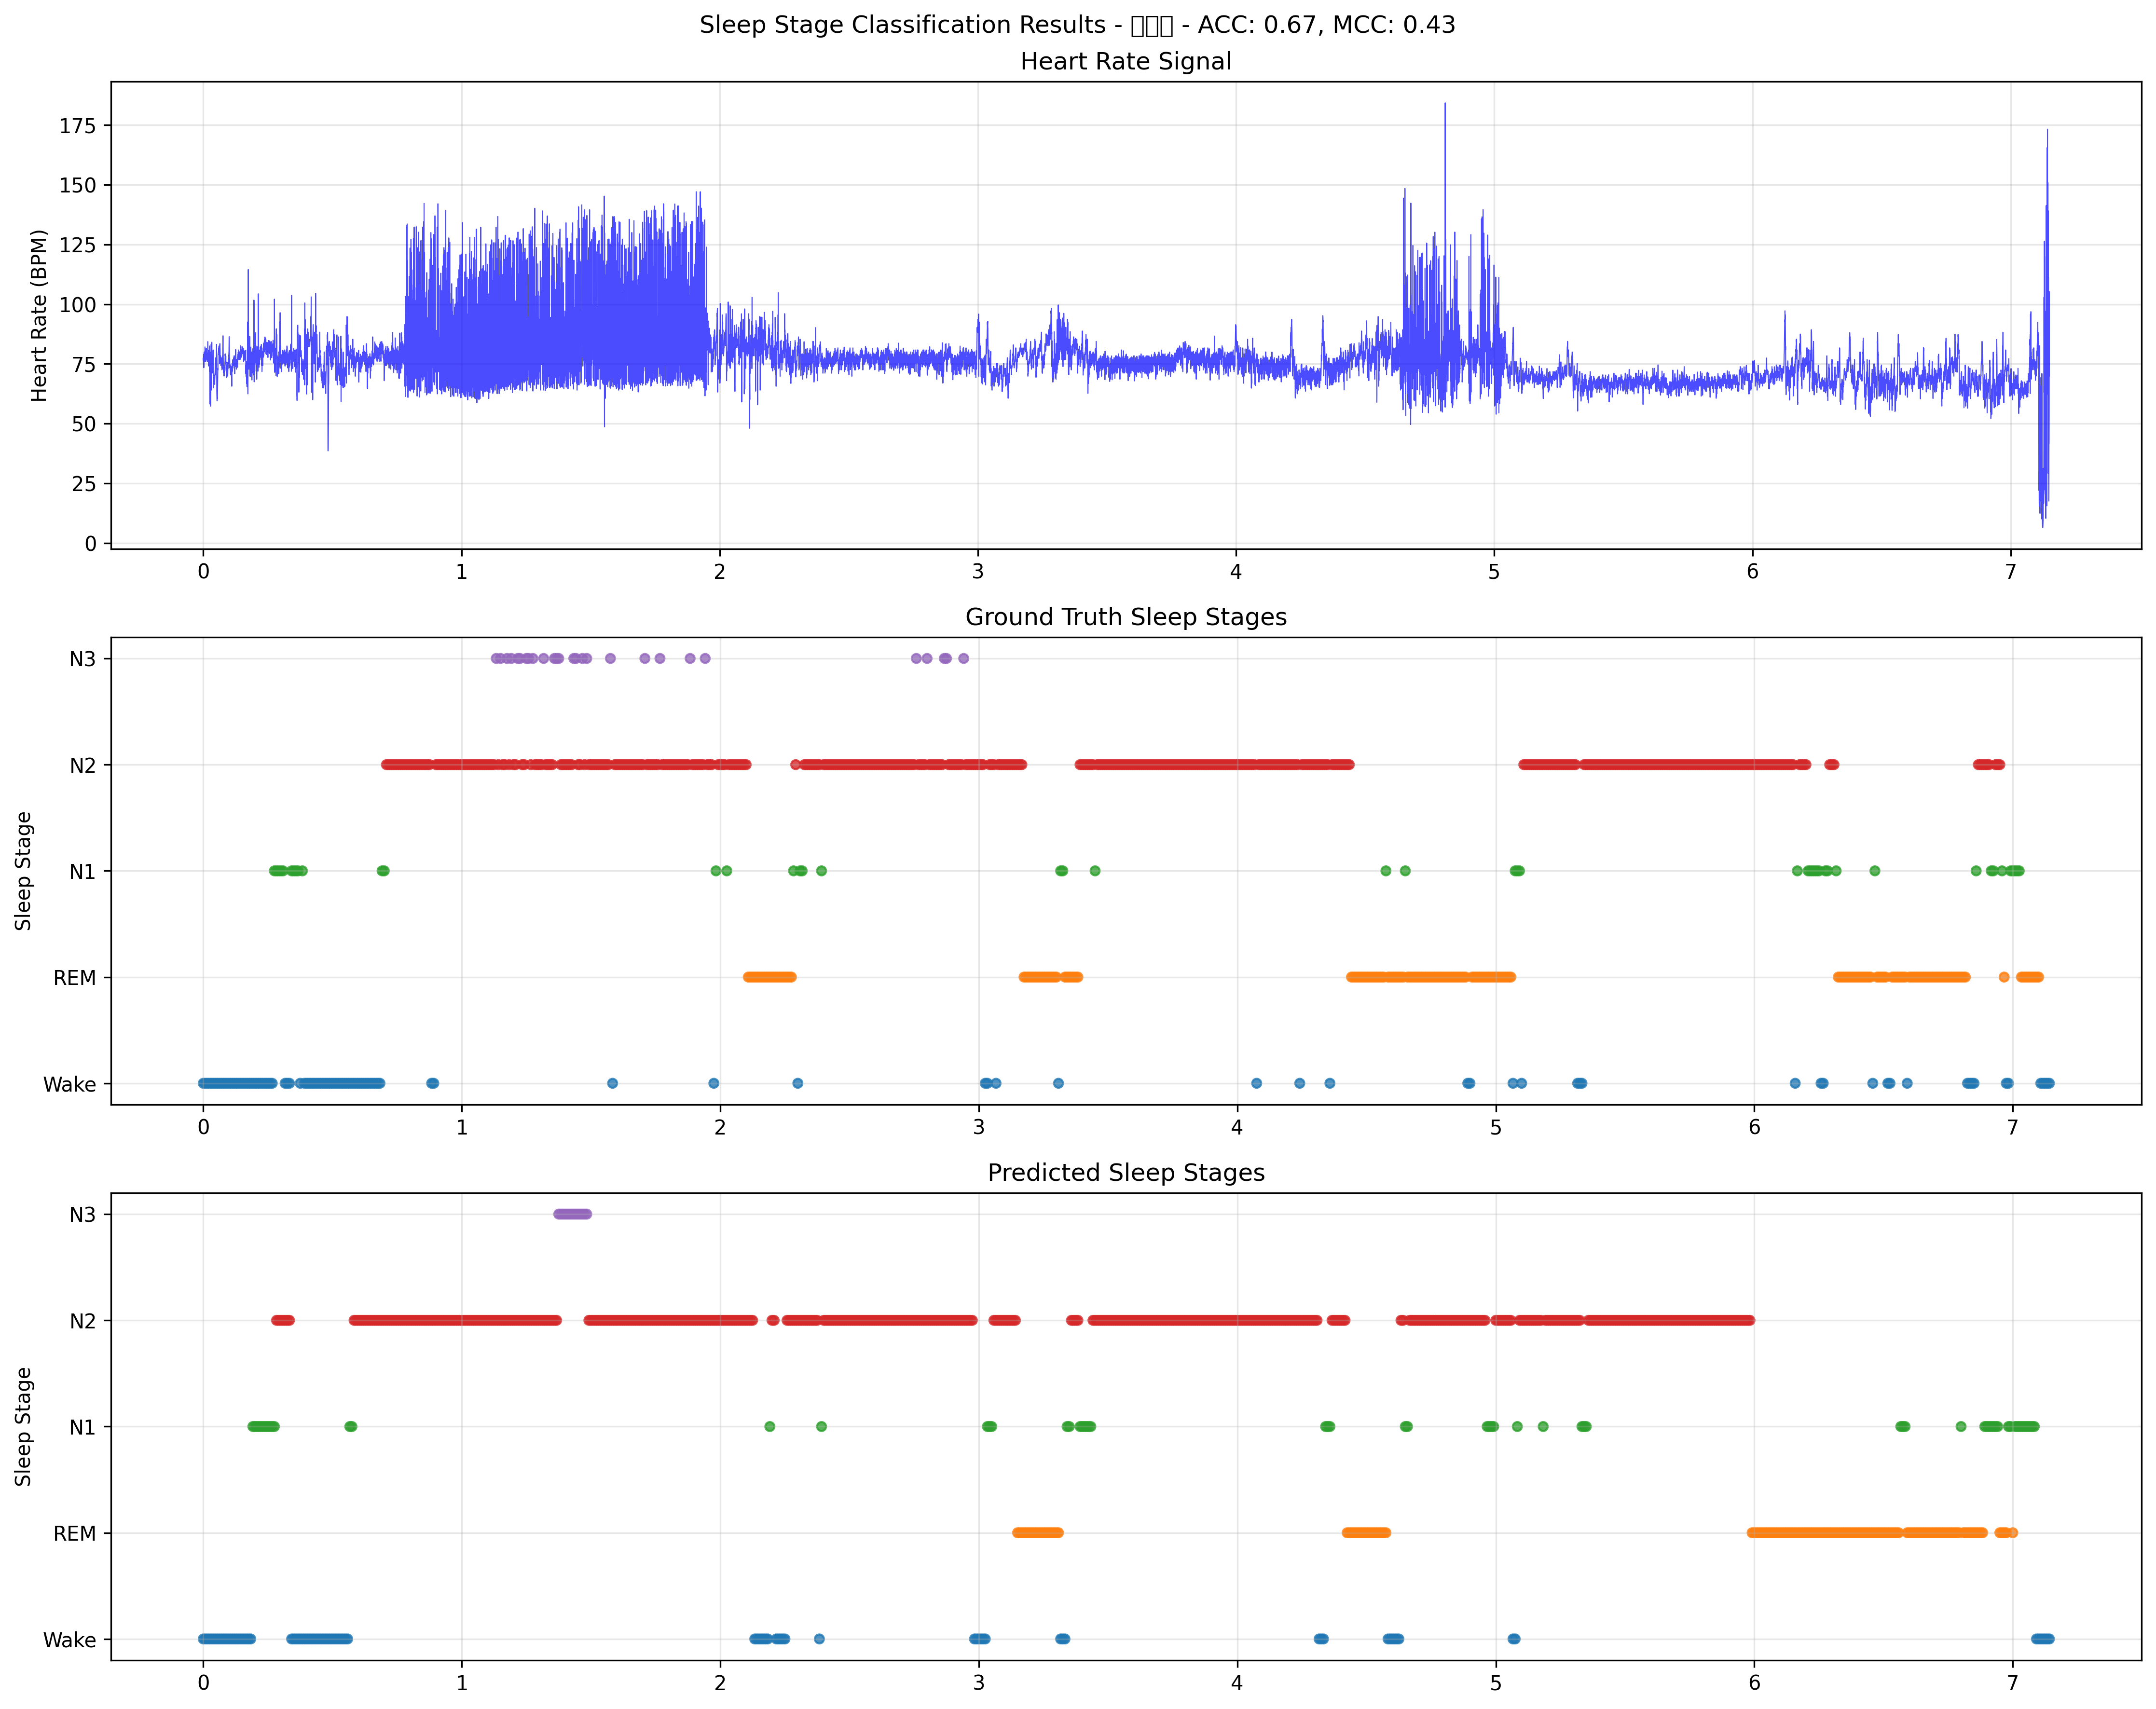 Sleep Stage Classification Results - □□□ - ACC: 0.67, MCC: 0.43
Heart Rate Signal
Heart Rate (BPM)
175
150
125
100
75
50
25
0
0 1 2 3 4 5 6 7
Ground Truth Sleep Stages
Sleep Stage
N3
N2
N1
REM
Wake
0 1 2 3 4 5 6 7
Predicted Sleep Stages
Sleep Stage
N3
N2
N1
REM
Wake
0 1 2 3 4 5 6 7